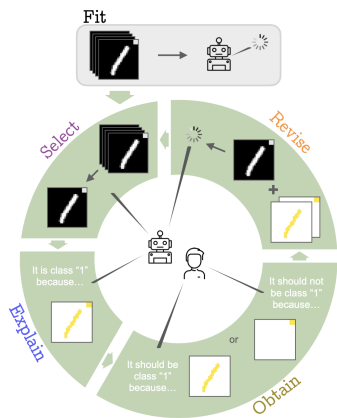 Fit
Select
Revise
It is class "1"
because...
Explain
It should not
be class "1"
because...
or
It should be
class "1"
because...
Obtain